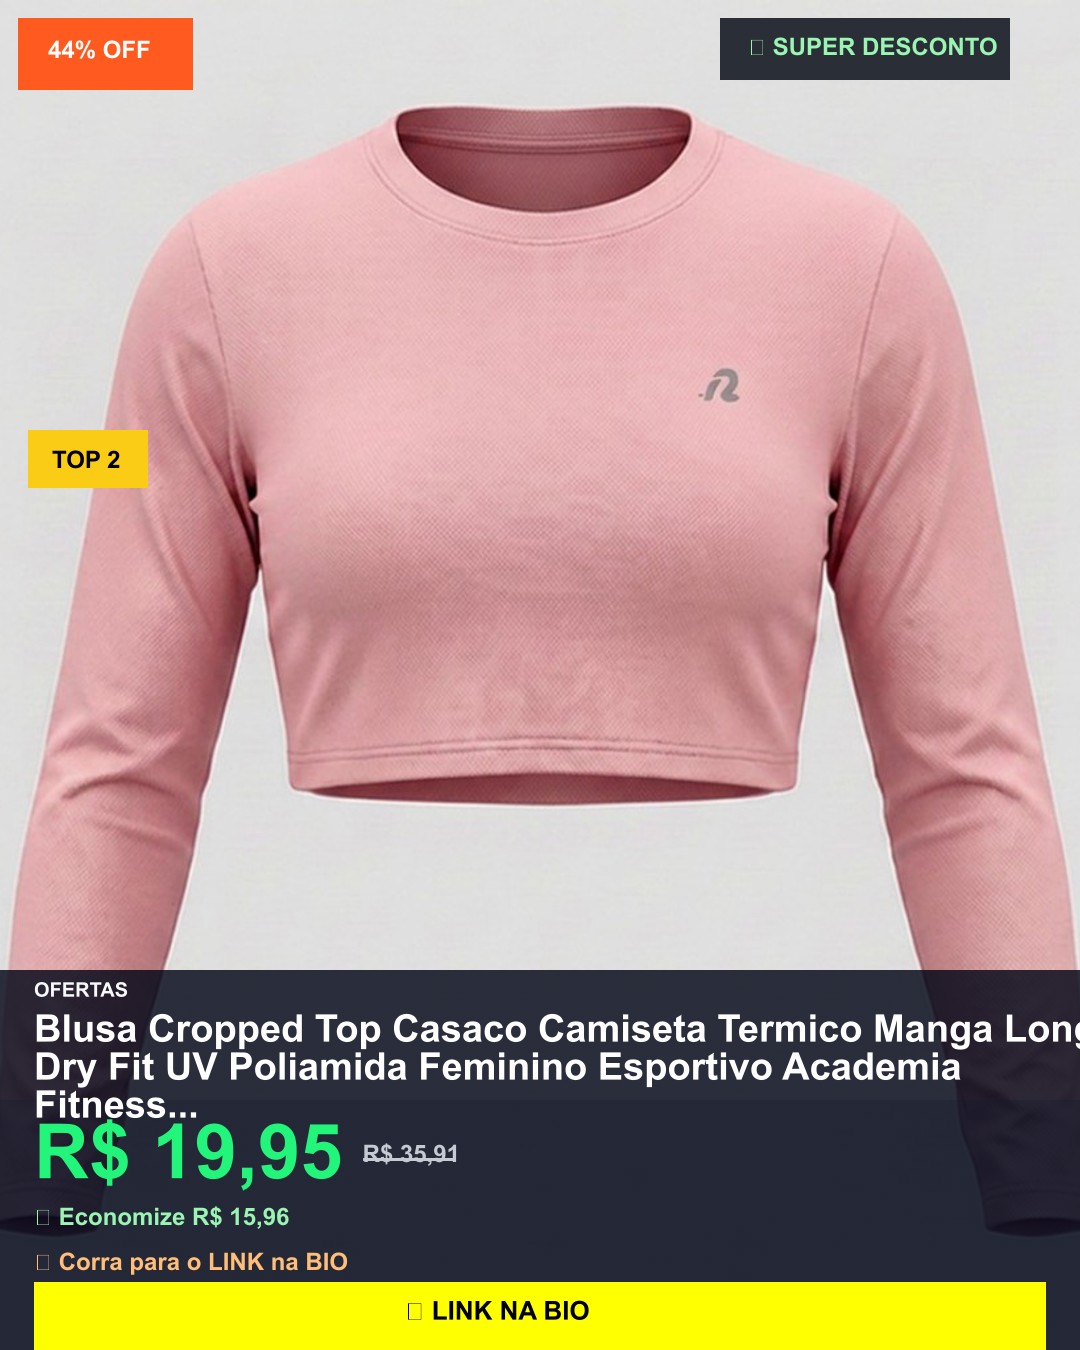 44% OFF
SUPER DESCONTO
TOP 2
OFERTAS
Blusa Cropped Top Casaco Camiseta Termico Manga Long
Dry Fit UV Poliamida Feminino Esportivo Academia
Fitness...
R$ 19,95 R$ 35,91
Economize R$ 15,96
Corra para o LINK na BIO
LINK NA BIO